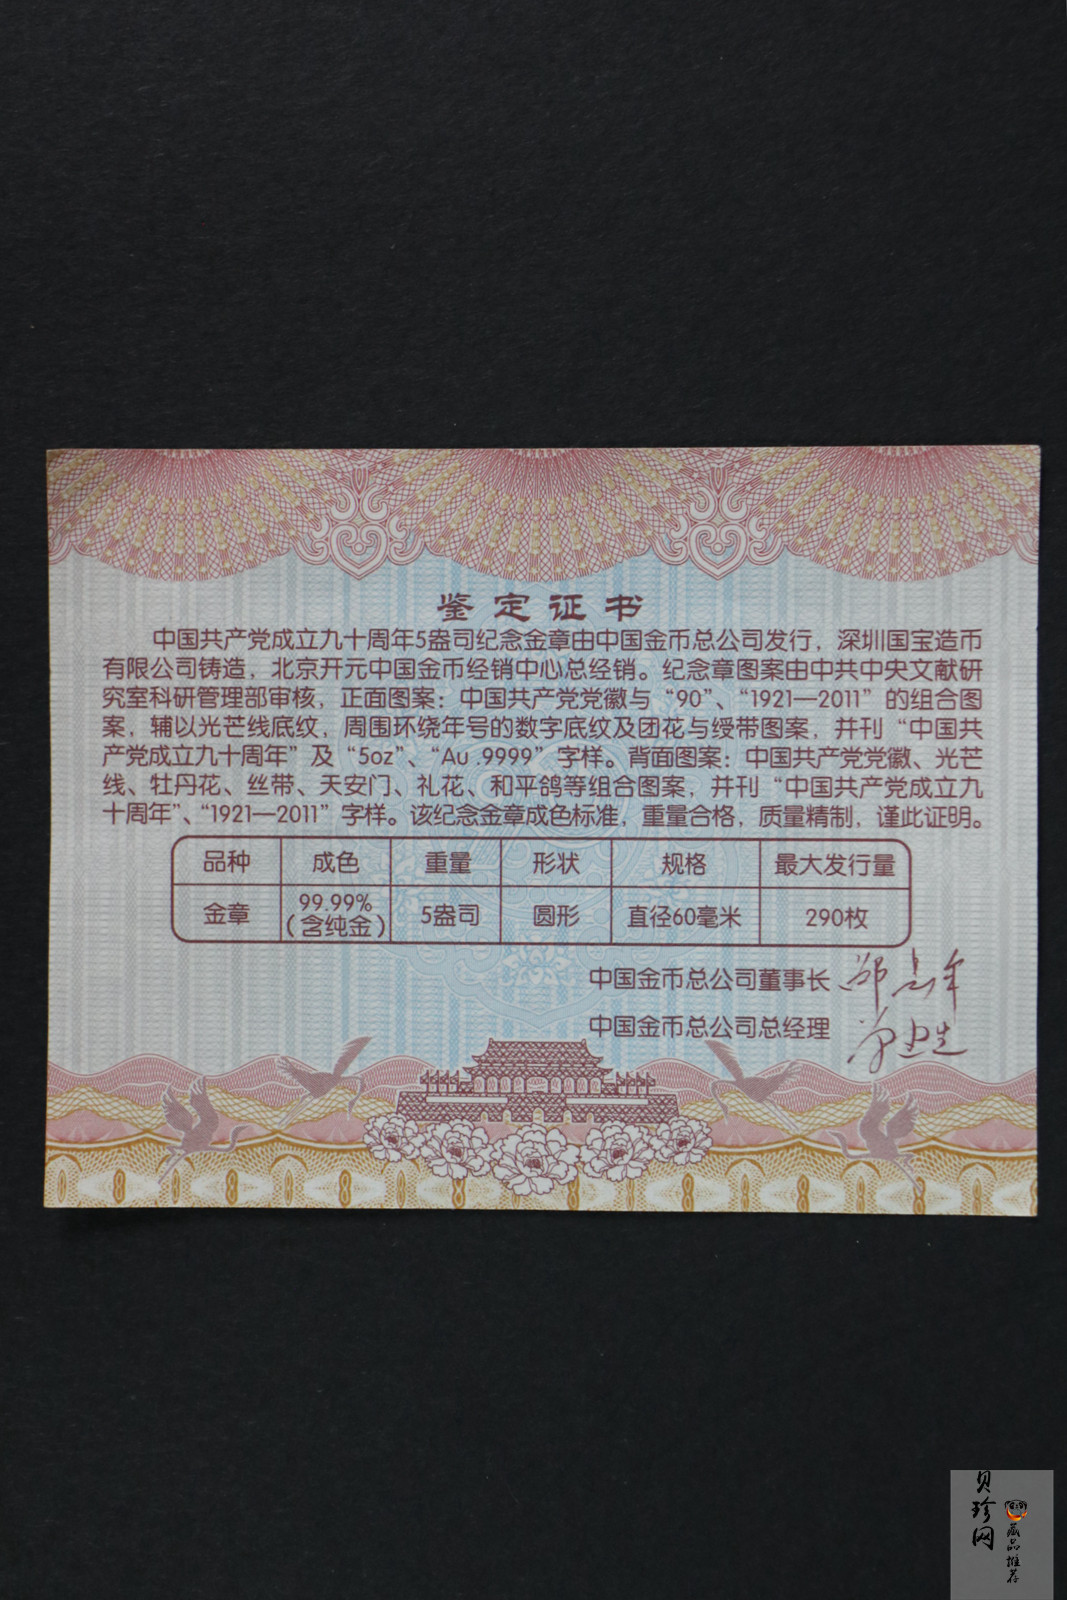 鉴定证书
中国共产党成立九十周年5盎司纪念金章由中国金币总公司发行，深圳国宝造币
有限公司铸造，北京开元中国金币经销中心总经销。纪念章图案由中共中央文献研
究室科研管理部审核，正面图案：中国共产党党徽与“90”、“1921—2011”的组合图
案，辅以光芒线底纹，周围环绕年号的数字底纹及团花与绶带图案，并刊“中国共
产党成立九十周年”及“5oz”、“Au .9999”字样。背面图案：中国共产党党徽、光芒
线、牡丹花、丝带、天安门、礼花、和平鸽等组合图案，并刊“中国共产党成立九
十周年”、“1921—2011”字样。该纪念金章成色标准，重量合格，质量精制，谨此证明。
品种 成色 重量 形状 规格 最大发行量
金章 99.99%（含纯金） 5盎司 圆形 直径60毫米 290枚
中国金币总公司董事长
中国金币总公司总经理
贝珍网
藏品推荐